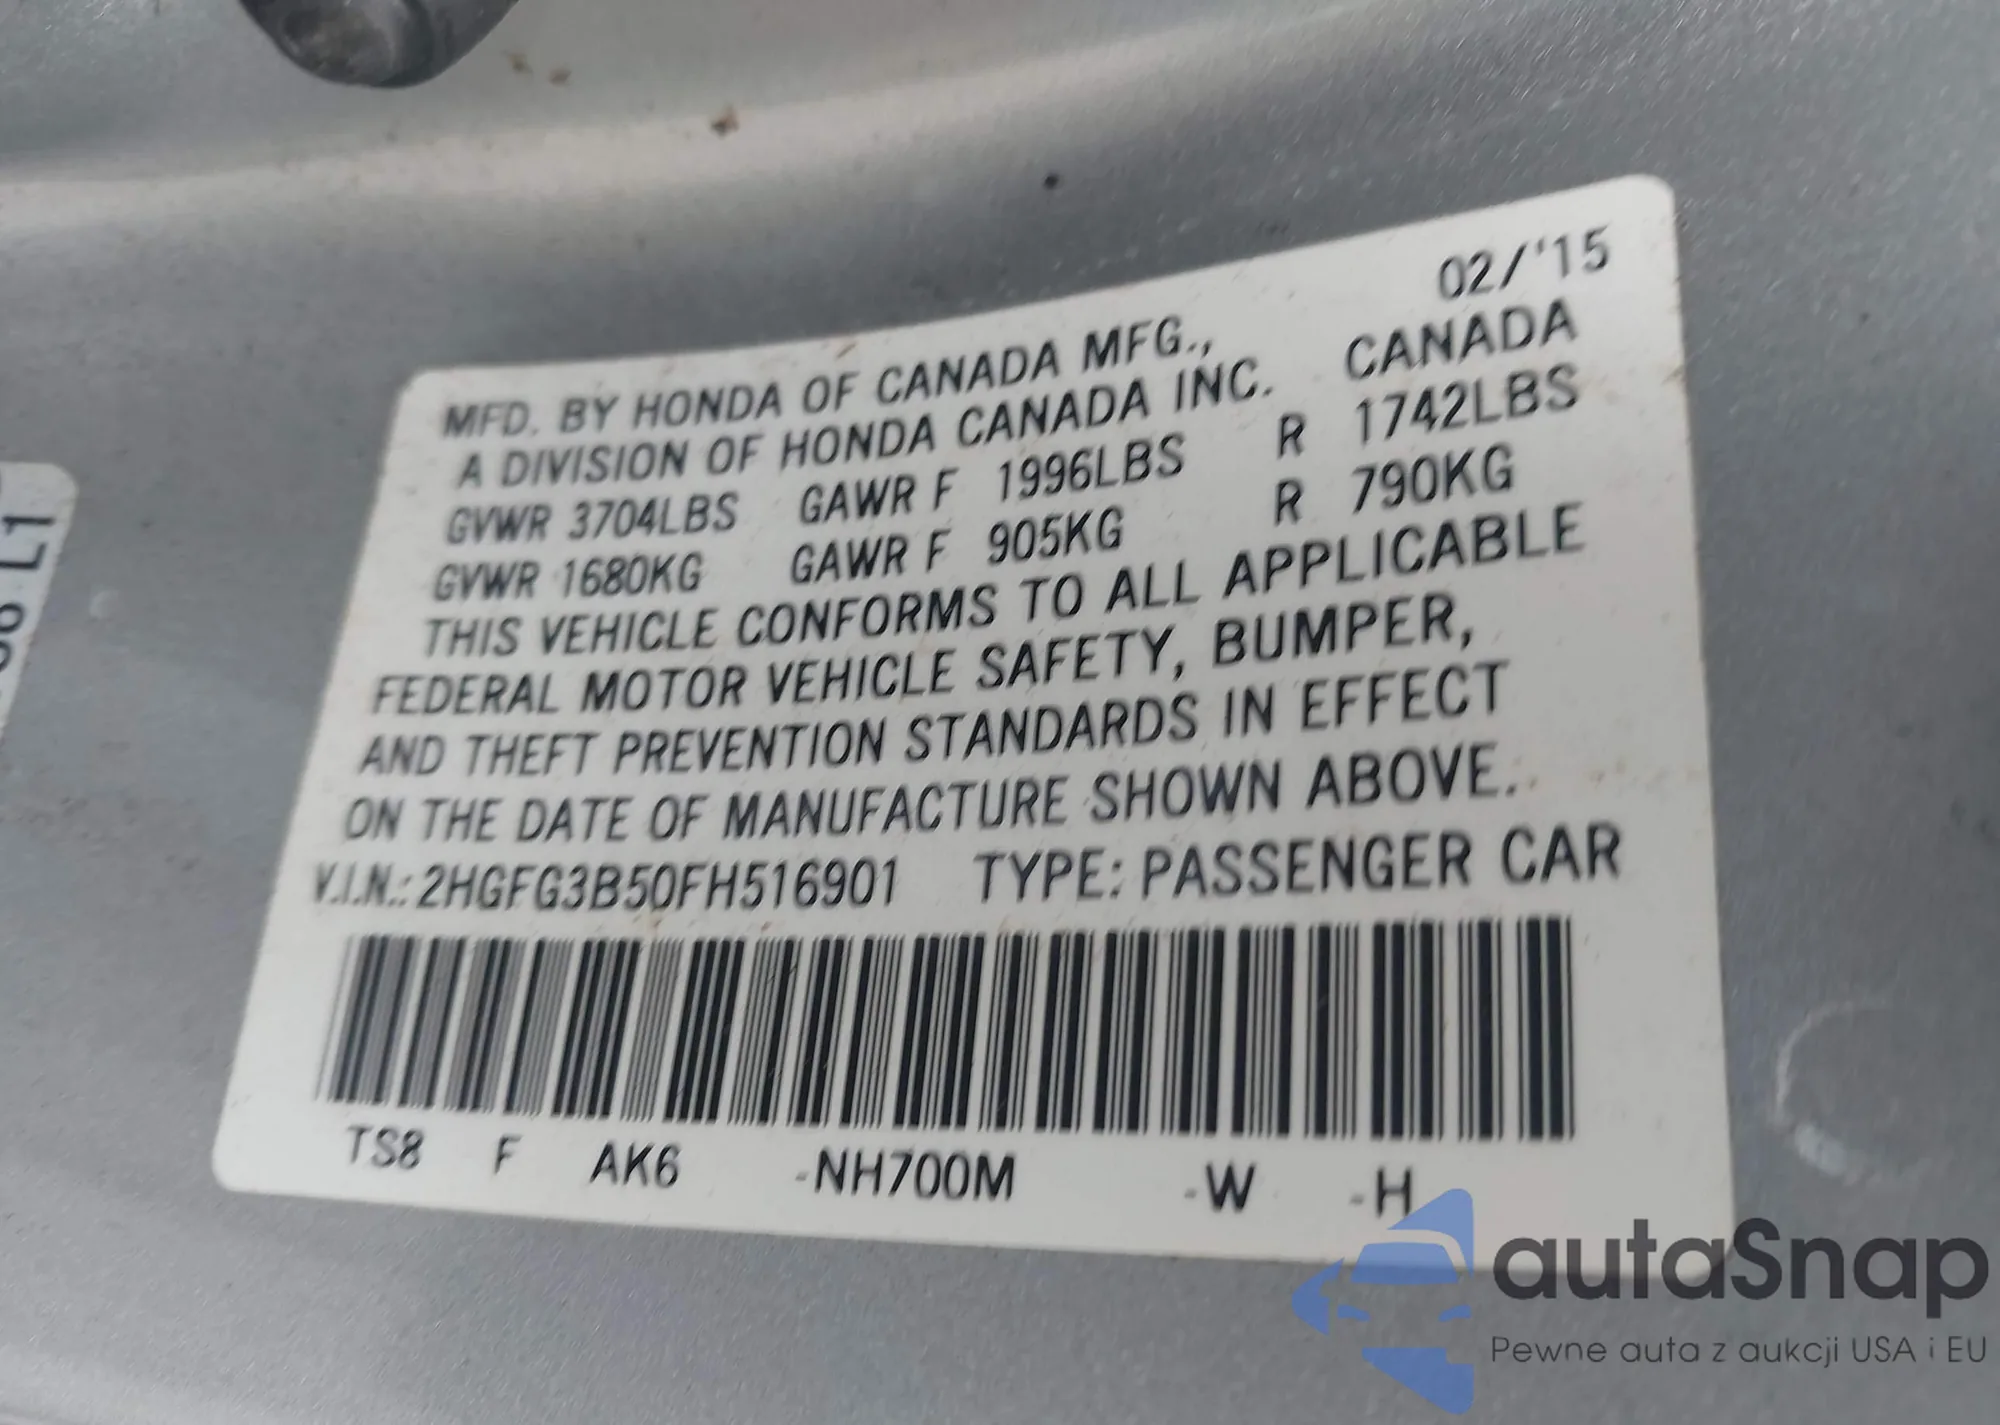 02/'15
MFD. BY HONDA OF CANADA MFG.,
A DIVISION OF HONDA CANADA INC. CANADA
GVWR 3704LBS GAWR F 1996LBS R 1742LBS
GVWR 1680KG GAWR F 905KG R 790KG
THIS VEHICLE CONFORMS TO ALL APPLICABLE
FEDERAL MOTOR VEHICLE SAFETY, BUMPER,
AND THEFT PREVENTION STANDARDS IN EFFECT
ON THE DATE OF MANUFACTURE SHOWN ABOVE.
V.I.N.: 2HGFG3B50FH516901 TYPE: PASSENGER CAR
TS8 F AK6 -NH700M -W -H
L1
autaSnap
Pewne auta z aukcji USA i EU